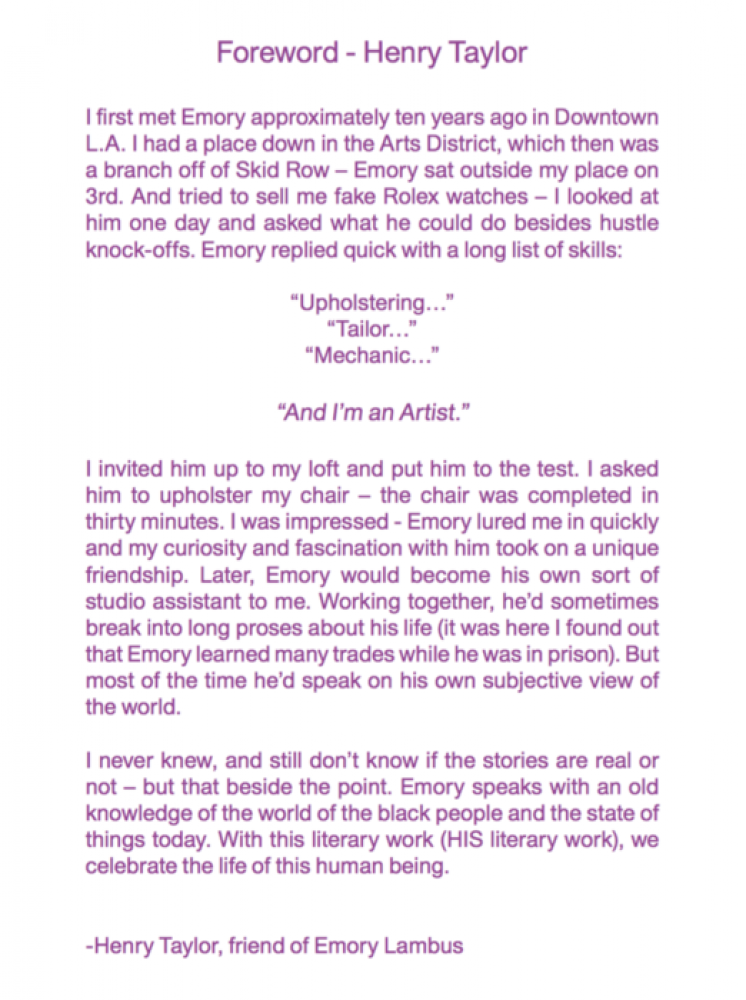 Foreword - Henry Taylor
I first met Emory approximately ten years ago in Downtown
L.A. I had a place down in the Arts District, which then was
a branch off of Skid Row – Emory sat outside my place on
3rd. And tried to sell me fake Rolex watches – I looked at
him one day and asked what he could do besides hustle
knock-offs. Emory replied quick with a long list of skills:
“Upholstering…”
“Tailor…”
“Mechanic…”
“And I’m an Artist.”
I invited him up to my loft and put him to the test. I asked
him to upholster my chair – the chair was completed in
thirty minutes. I was impressed - Emory lured me in quickly
and my curiosity and fascination with him took on a unique
friendship. Later, Emory would become his own sort of
studio assistant to me. Working together, he’d sometimes
break into long proses about his life (it was here I found out
that Emory learned many trades while he was in prison). But
most of the time he’d speak on his own subjective view of
the world.
I never knew, and still don’t know if the stories are real or
not – but that beside the point. Emory speaks with an old
knowledge of the world of the black people and the state of
things today. With this literary work (HIS literary work), we
celebrate the life of this human being.
-Henry Taylor, friend of Emory Lambus